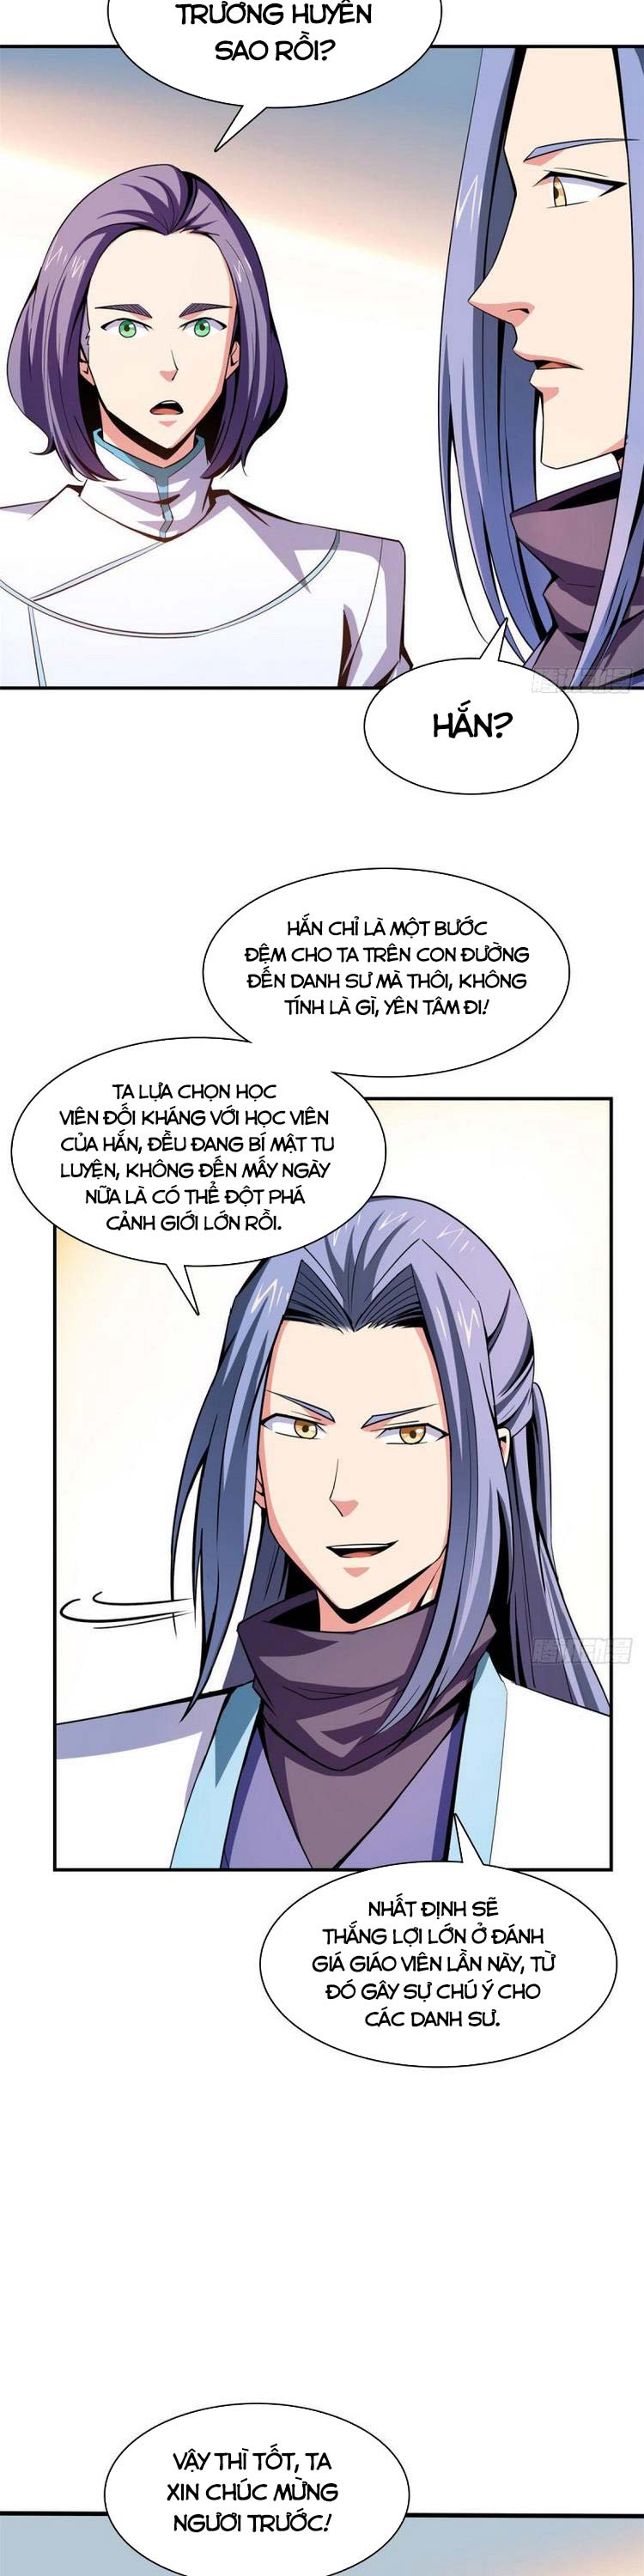 TRƯƠNG HUYỀN
SAO RỒI?
HẮN?
HẮN CHỈ LÀ MỘT BƯỚC
ĐỆM CHO TA TRÊN CON ĐƯỜNG
ĐẾN DANH SƯ MÀ THÔI, KHÔNG
TÍNH LÀ GÌ, YÊN TÂM ĐI!
TA LỰA CHỌN HỌC
VIÊN ĐỐI KHÁNG VỚI HỌC VIÊN
CỦA HẮN, ĐỀU ĐANG BÍ MẬT TU
LUYỆN, KHÔNG ĐẾN MẤY NGÀY
NỮA LÀ CÓ THỂ ĐỘT PHÁ
CẢNH GIỚI LỚN RỒI.
NHẤT ĐỊNH SẼ
THẮNG LỢI LỚN Ở ĐÁNH
GIÁ GIÁO VIÊN LẦN NÀY, TỪ
ĐÓ GÂY SỰ CHÚ Ý CHO
CÁC DANH SƯ.
VẬY THÌ TỐT, TA
XIN CHÚC MỪNG
NGƯƠI TRƯỚC!